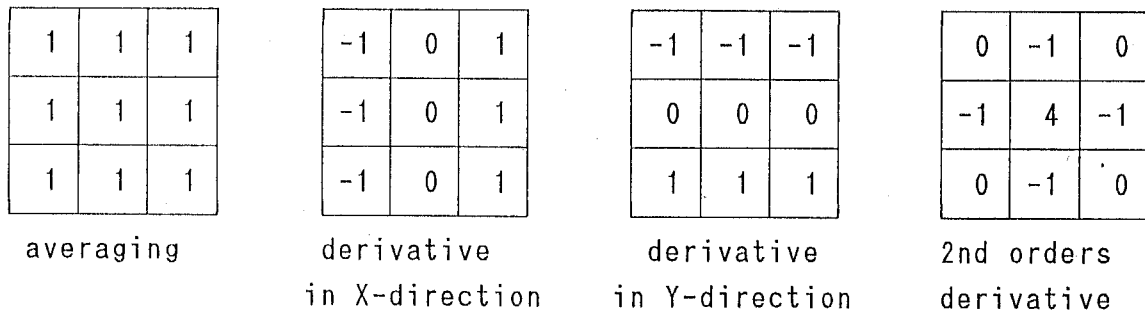 1 1 1 -1 0 1 -1 -1 -1 0 -1 0
1 1 1 -1 0 1 0 0 0 -1 4 -1
1 1 1 -1 0 1 1 1 1 0 -1 0
averaging derivative derivative 2nd orders
in X-direction in Y-direction derivative